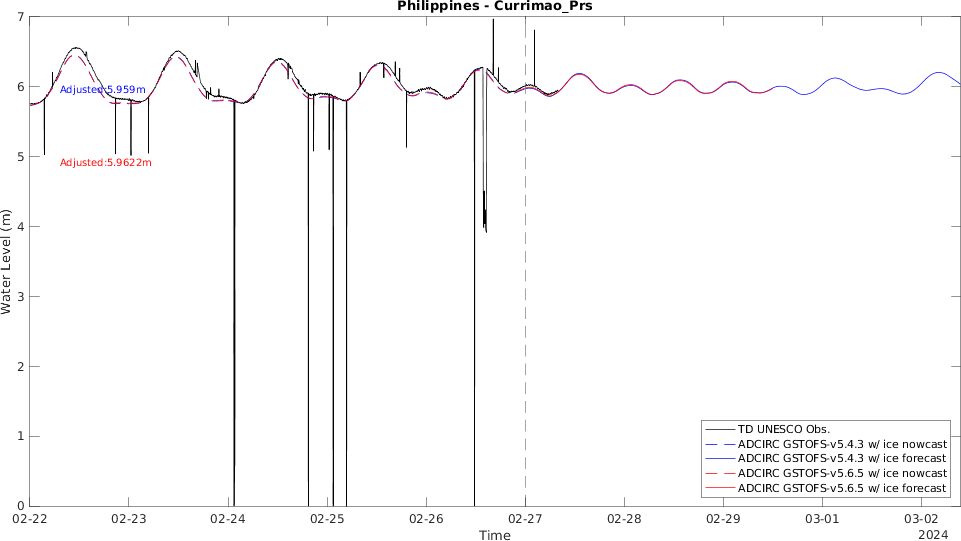 Philippines - Currimao_Prs
Water Level (m)
7
6
5
4
3
2
1
0
Adjusted:5.959m
Adjusted:5.9622m
TD UNESCO Obs.
ADCIRC GSTOFS-v5.4.3 w/ ice nowcast
ADCIRC GSTOFS-v5.4.3 w/ ice forecast
ADCIRC GSTOFS-v5.6.5 w/ ice nowcast
ADCIRC GSTOFS-v5.6.5 w/ ice forecast
02-22 02-23 02-24 02-25 02-26 02-27 02-28 02-29 03-01 03-02
Time
2024